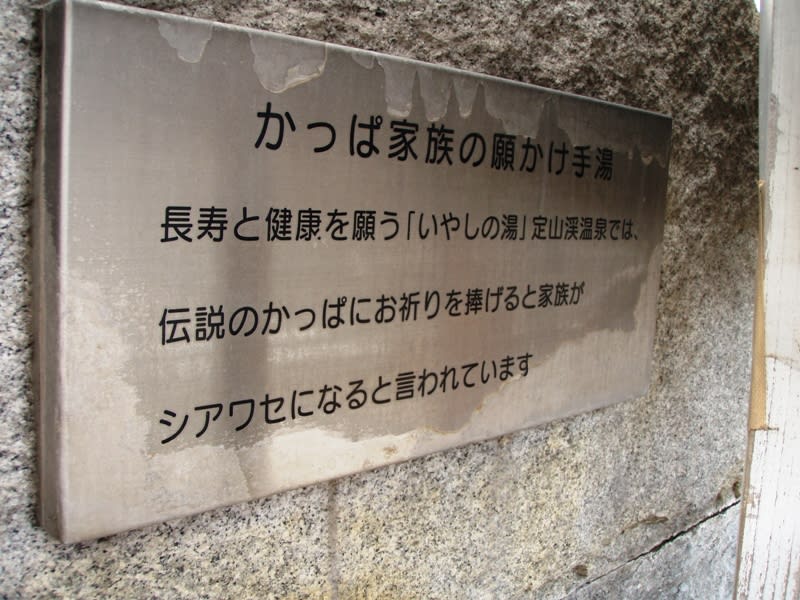 かっぱ家族の願かけ手湯
長寿と健康を願う「いやしの湯」定山渓温泉では、
伝説のかっぱにお祈りを捧げると家族が
シアワセになると言われています